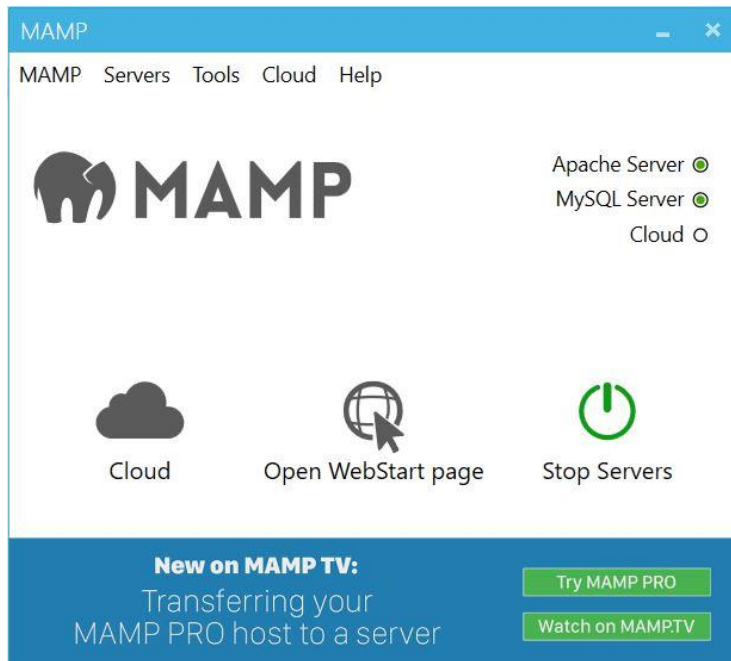 MAMP
MAMP Servers Tools Cloud Help
MAMP
Apache Server
MySQL Server
Cloud
Cloud
Open WebStart page
Stop Servers
New on MAMP TV:
Transferring your
MAMP PRO host to a server
Try MAMP PRO
Watch on MAMP.TV